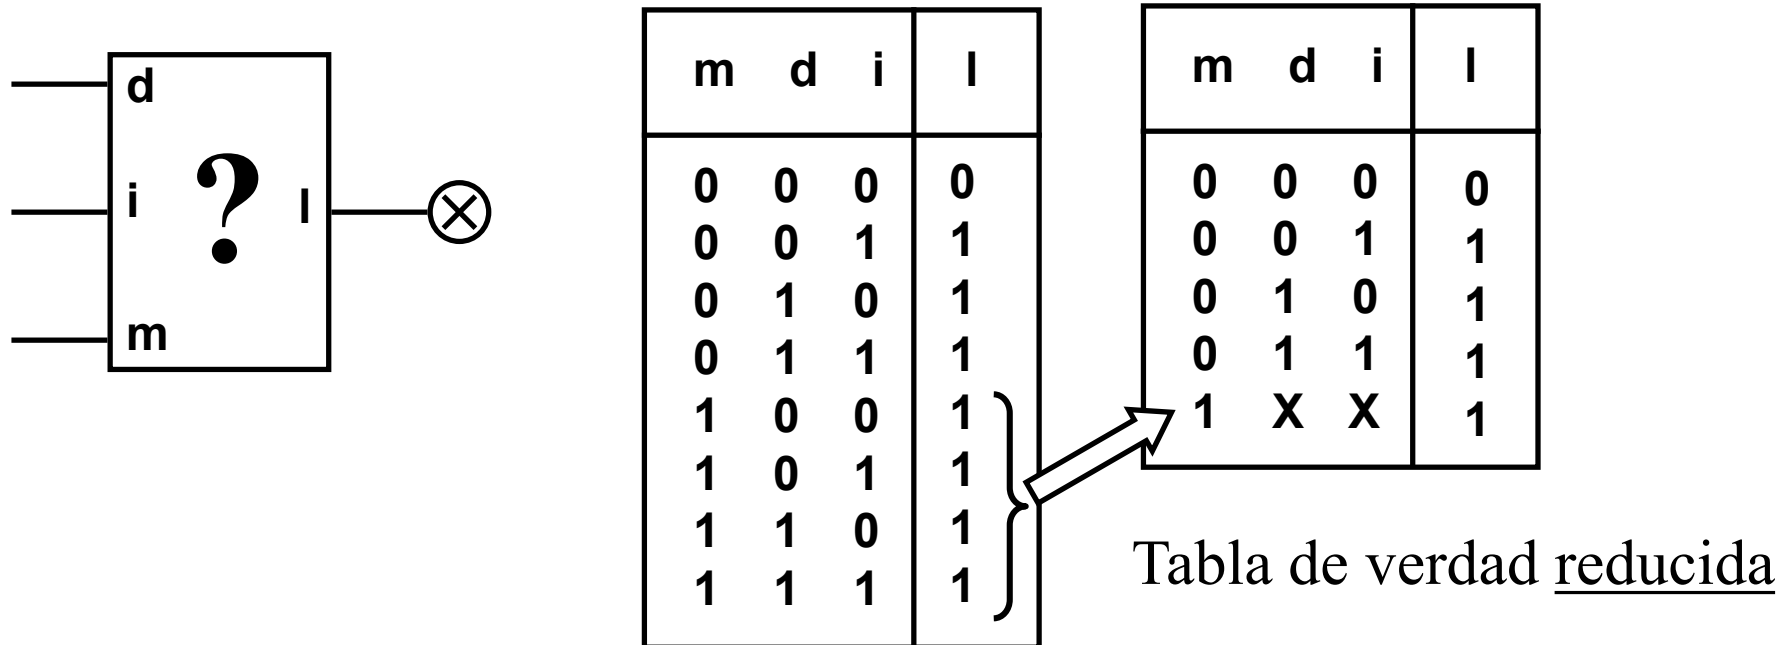 d
i ? l
m
m d i l
0 0 0 0
0 0 1 1
0 1 0 1
0 1 1 1
1 0 0 1
1 0 1 1
1 1 0 1
1 1 1 1
m d i l
0 0 0 0
0 0 1 1
0 1 0 1
0 1 1 1
1 X X 1
Tabla de verdad reducida